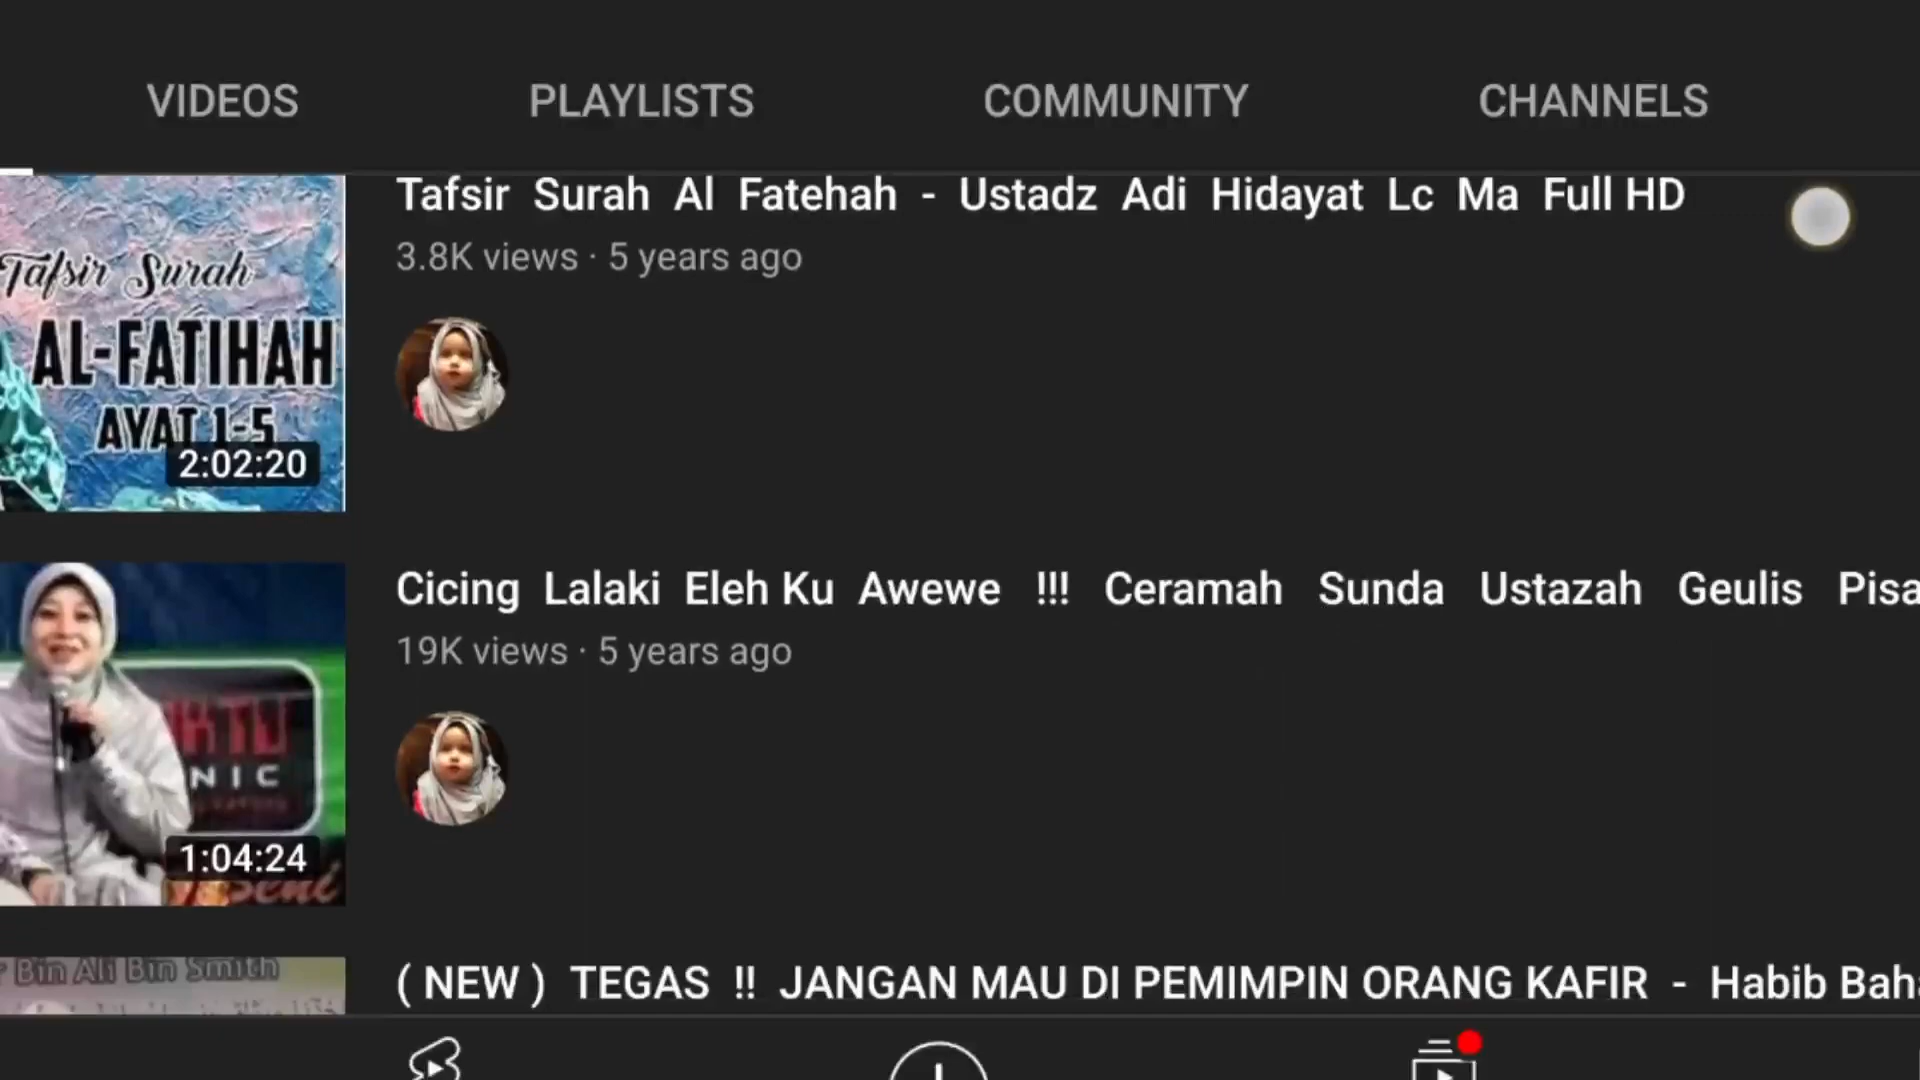 VIDEOS PLAYLISTS COMMUNITY CHANNELS
Tafsir Surah Al Fatehah - Ustadz Adi Hidayat Lc Ma Full HD
3.8K views · 5 years ago
Tafsir Surah
AL-FATIHAH
AYAT 1-5
2:02:20
Cicing Lalaki Eleh Ku Awewe !!! Ceramah Sunda Ustazah Geulis Pisa
19K views · 5 years ago
NIC
1:04:24
Bin Ali Bin Smith
( NEW ) TEGAS !! JANGAN MAU DI PEMIMPIN ORANG KAFIR - Habib Baha